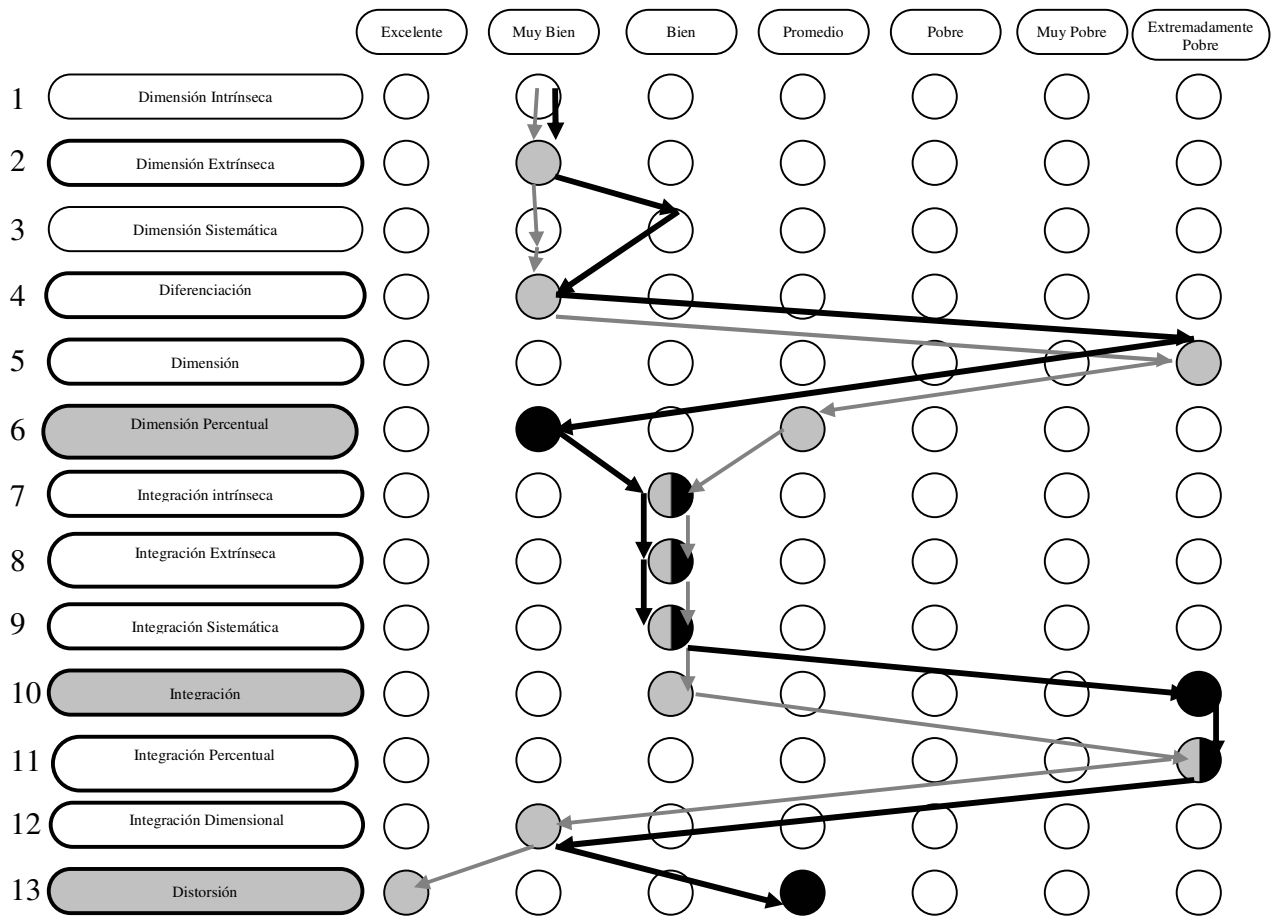 Excelente
Muy Bien
Bien
Promedio
Pobre
Muy Pobre
Extremadamente
Pobre
1 Dimensión Intrínseca
2 Dimensión Extrínseca
3 Dimensión Sistemática
4 Diferenciación
5 Dimensión
6 Dimensión Percentual
7 Integración intrínseca
8 Integración Extrínseca
9 Integración Sistemática
10 Integración
11 Integración Percentual
12 Integración Dimensional
13 Distorsión